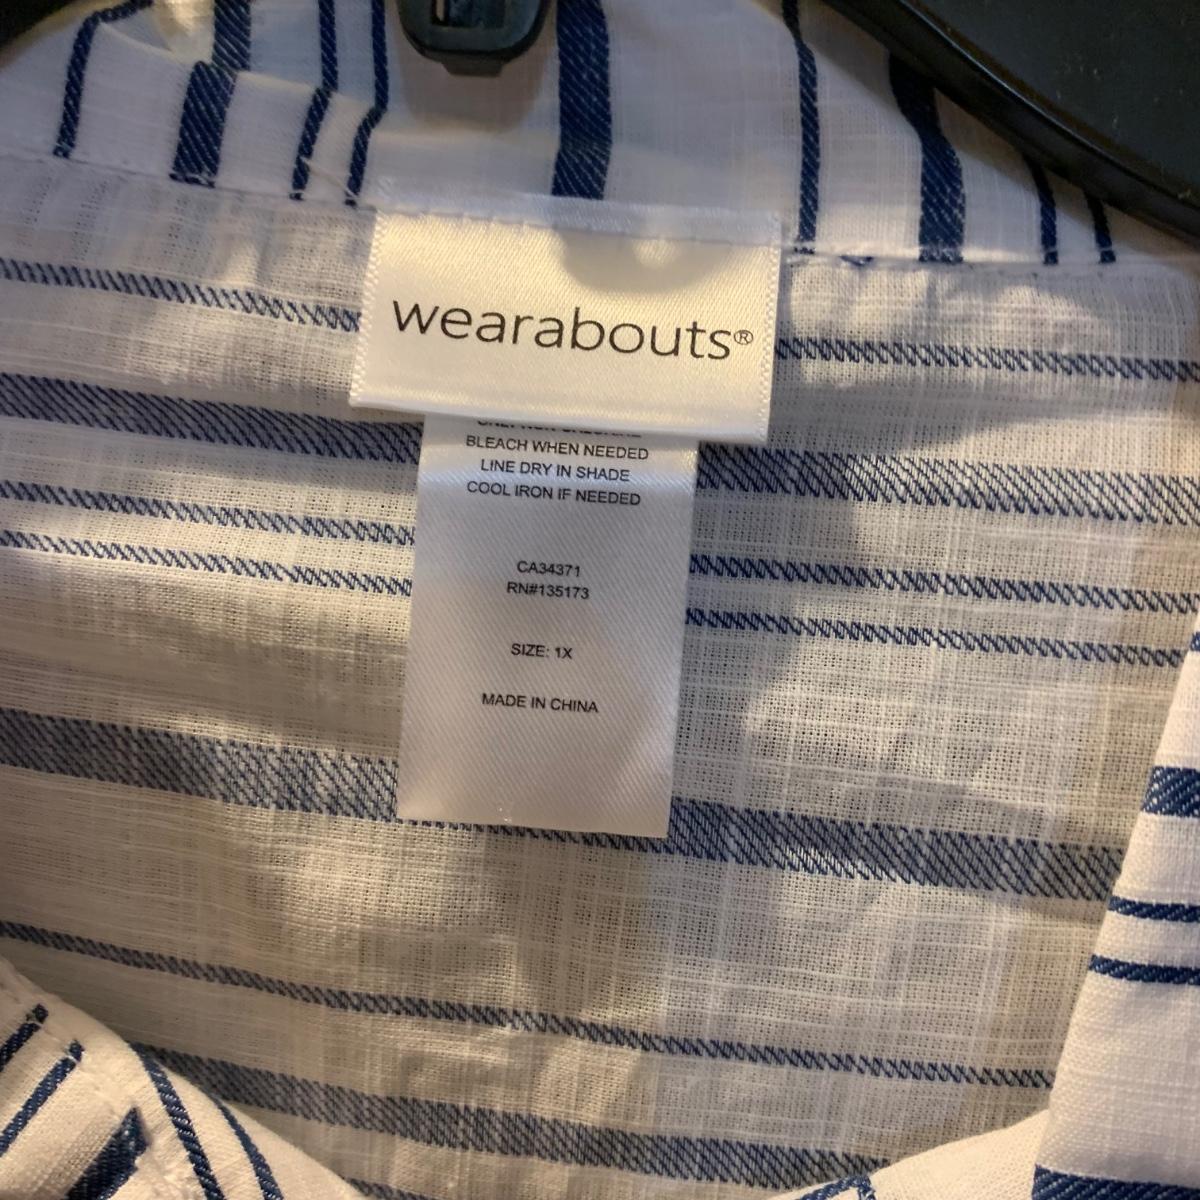 wearabouts®
BLEACH WHEN NEEDED
LINE DRY IN SHADE
COOL IRON IF NEEDED
CA34371
RN#135173
SIZE: 1X
MADE IN CHINA